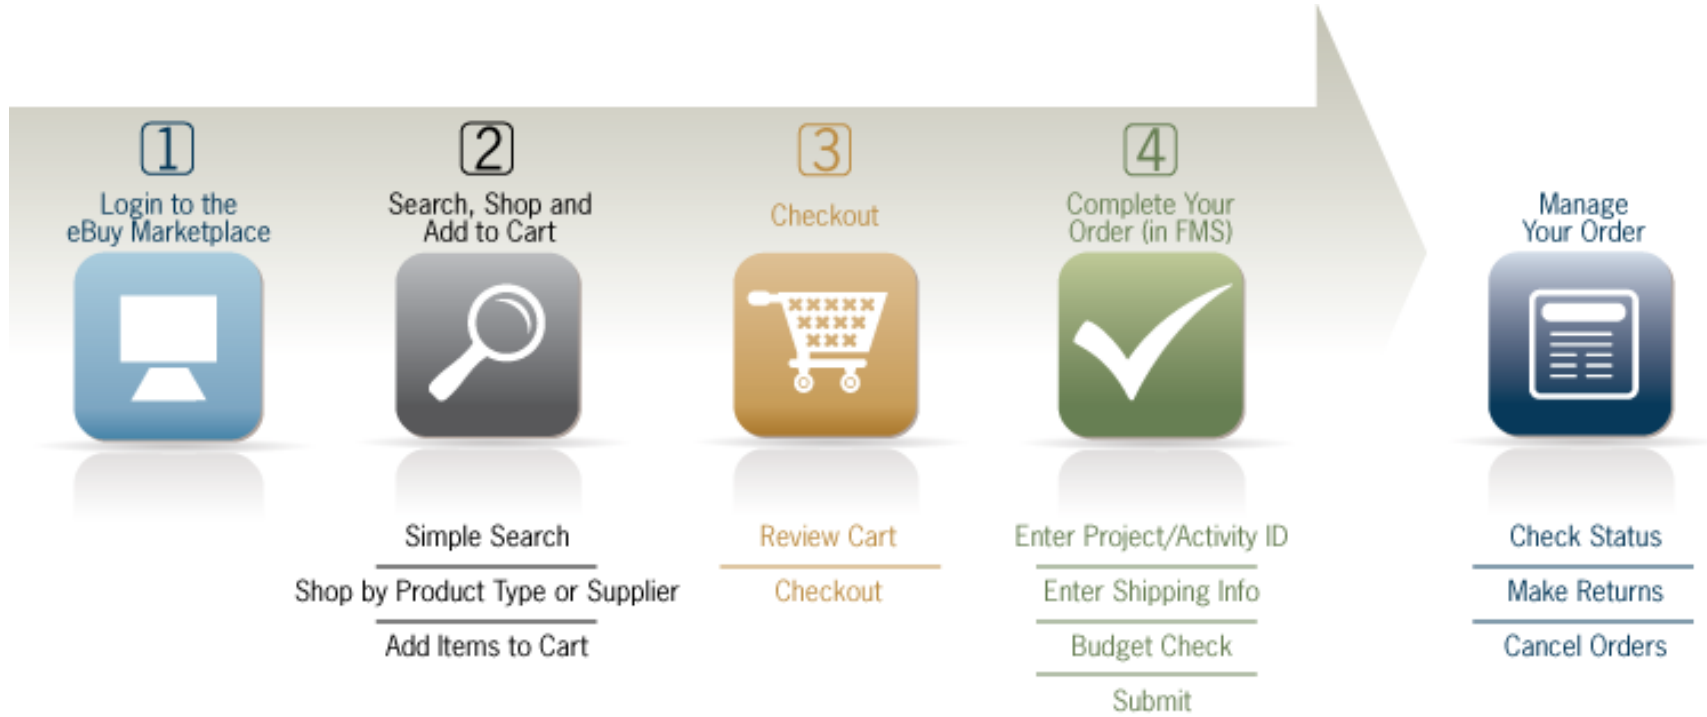 1
Login to the
eBuy Marketplace
2
Search, Shop and
Add to Cart
Simple Search
Shop by Product Type or Supplier
Add Items to Cart
3
Checkout
Review Cart
Checkout
4
Complete Your
Order (in FMS)
Enter Project/Activity ID
Enter Shipping Info
Budget Check
Submit
Manage
Your Order
Check Status
Make Returns
Cancel Orders